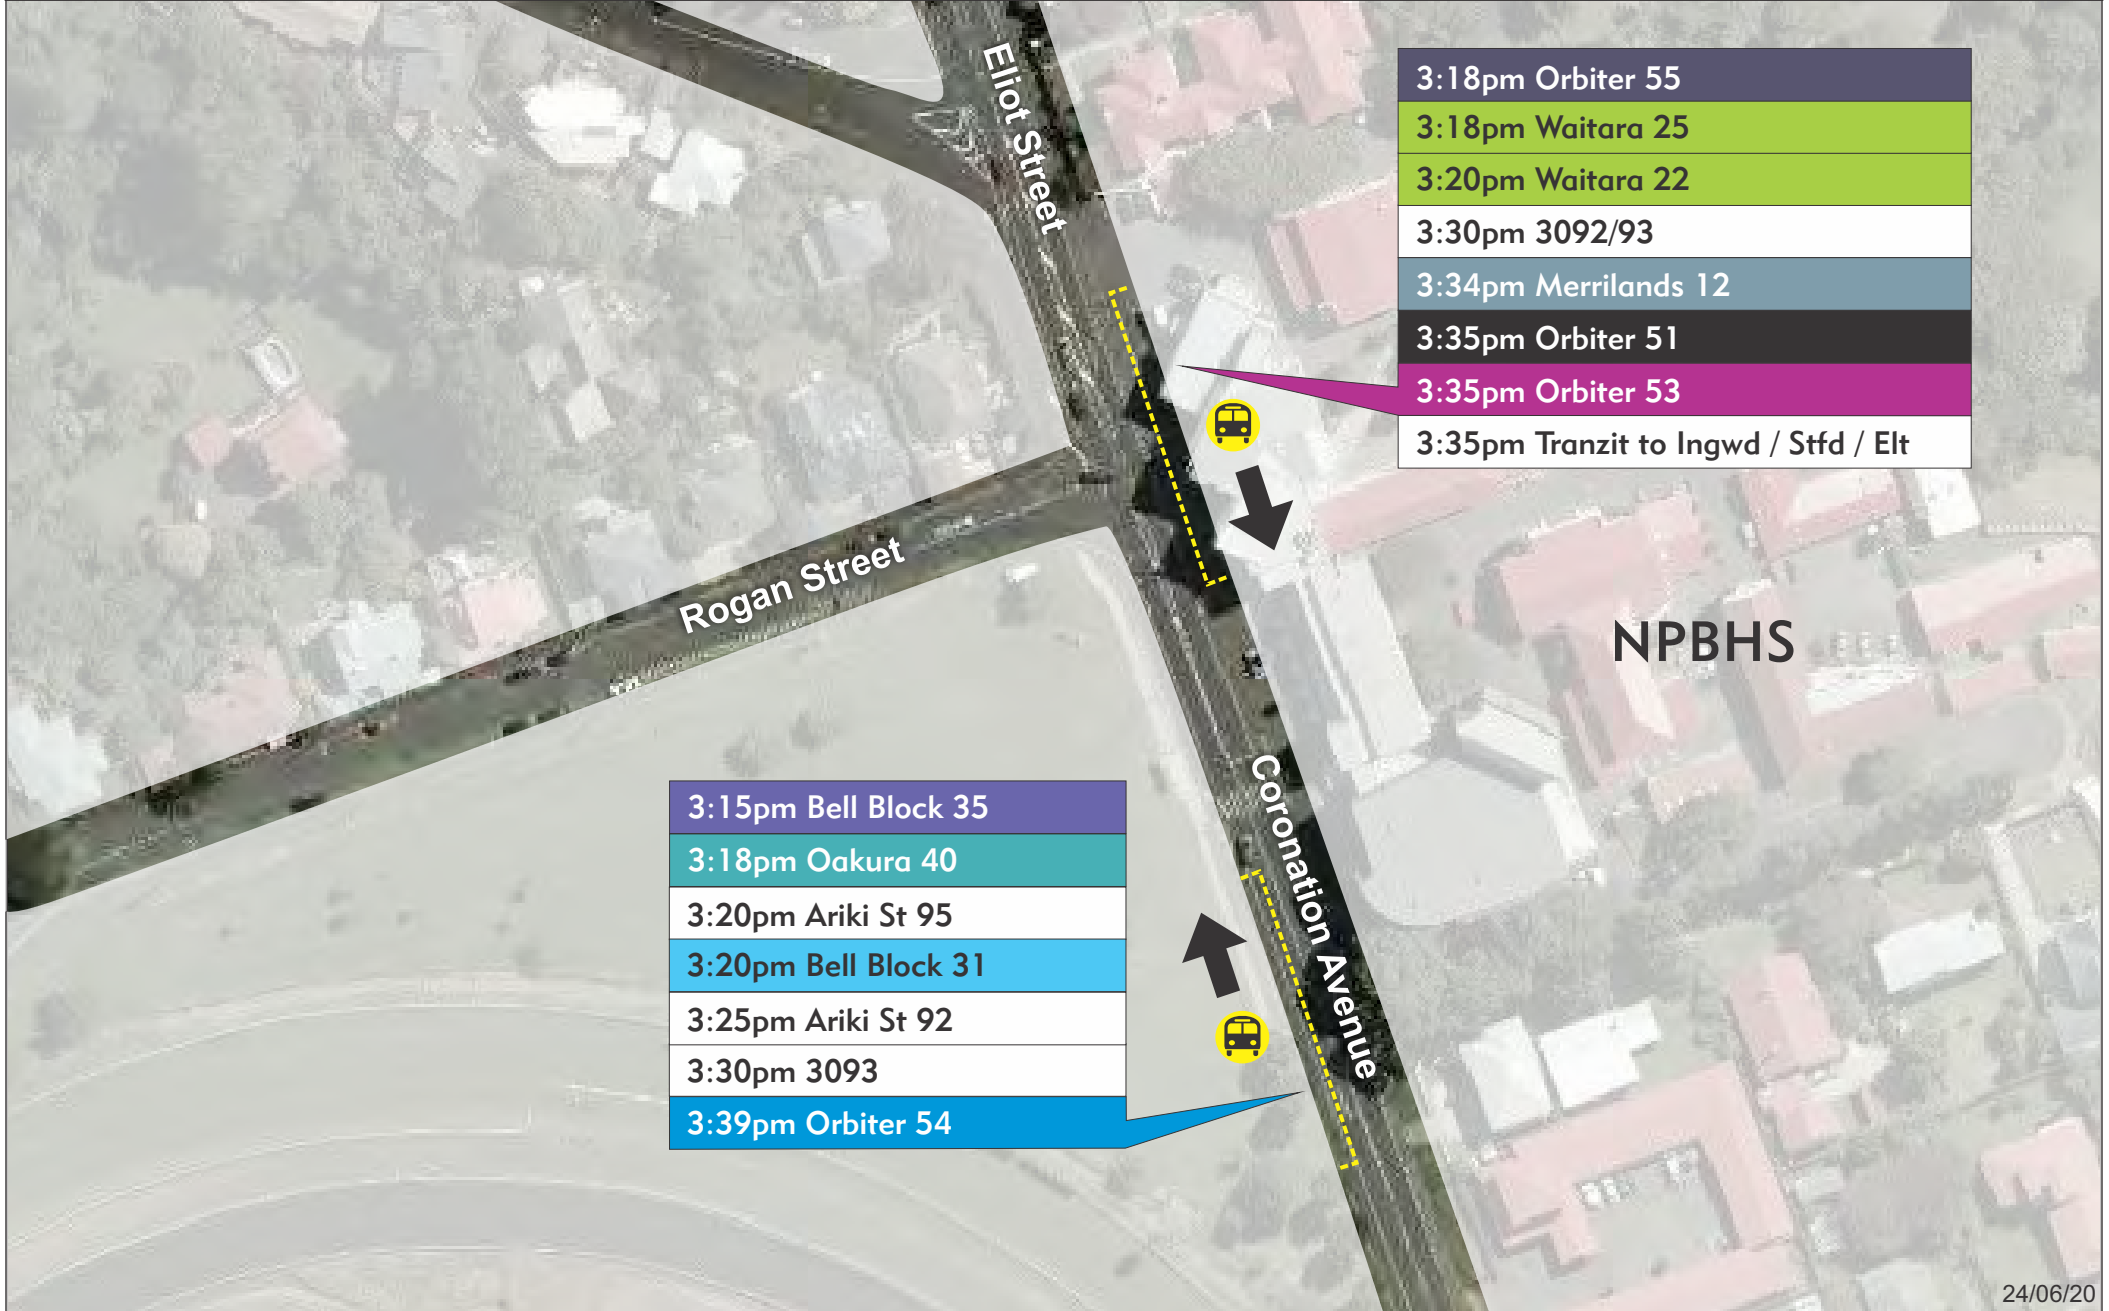 Eliot Street
3:18pm Orbiter 55
3:18pm Waitara 25
3:20pm Waitara 22
3:30pm 3092/93
3:34pm Merrilands 12
3:35pm Orbiter 51
3:35pm Orbiter 53
3:35pm Tranzit to Ingwd / Stfd / Elt
Rogan Street
NPBHS
Coronation Avenue
3:15pm Bell Block 35
3:18pm Oakura 40
3:20pm Ariki St 95
3:20pm Bell Block 31
3:25pm Ariki St 92
3:30pm 3093
3:39pm Orbiter 54
24/06/20